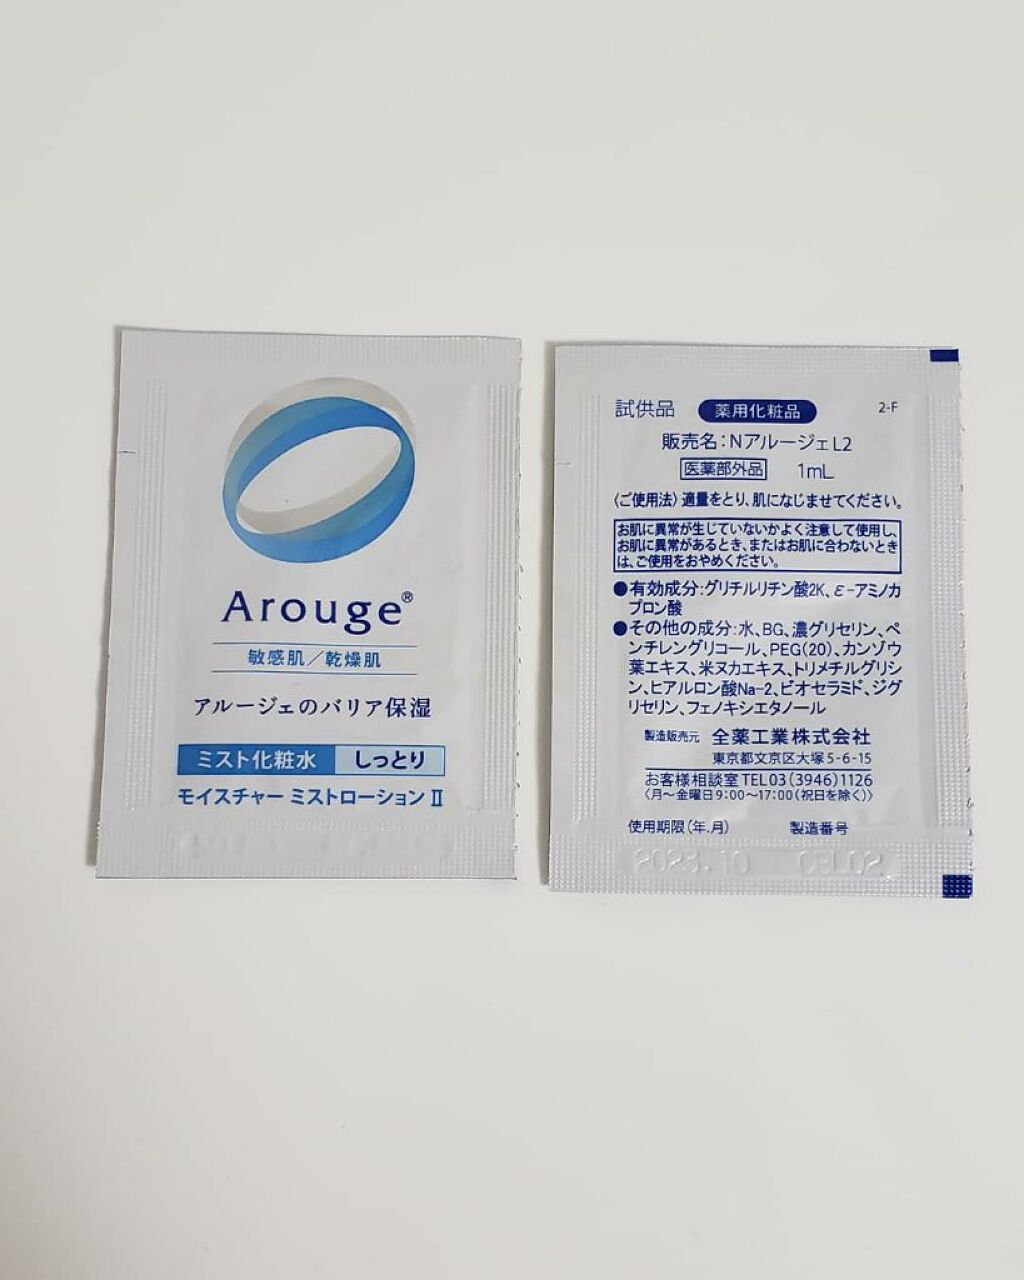 Arouge®
敏感肌／乾燥肌
アルージェのバリア保湿
ミスト化粧水 しっとり
モイスチャー ミストローション Ⅱ
試供品 薬用化粧品 2-F
販売名：NアルージェL2
医薬部外品 1mL
〈ご使用法〉適量をとり、肌になじませてください。
お肌に異常が生じていないかよく注意して使用し、
お肌に異常があるとき、またはお肌に合わないとき
は、ご使用をおやめください。
●有効成分：グリチルリチン酸2K、ε-アミノカ
プロン酸
●その他の成分：水、BG、濃グリセリン、ペ
ンチレングリコール、PEG(20)、カンゾウ
葉エキス、米ヌカエキス、トリメチルグリシ
ン、ヒアルロン酸Na-2、ビオセラミド、ジグ
リセリン、フェノキシエタノール
製造販売元 全薬工業株式会社
東京都文京区大塚5-6-15
お客様相談室 TEL03(3946)1126
〈月〜金曜日9:00〜17:00(祝日を除く)〉
使用期限(年.月) 製造番号
2023.10